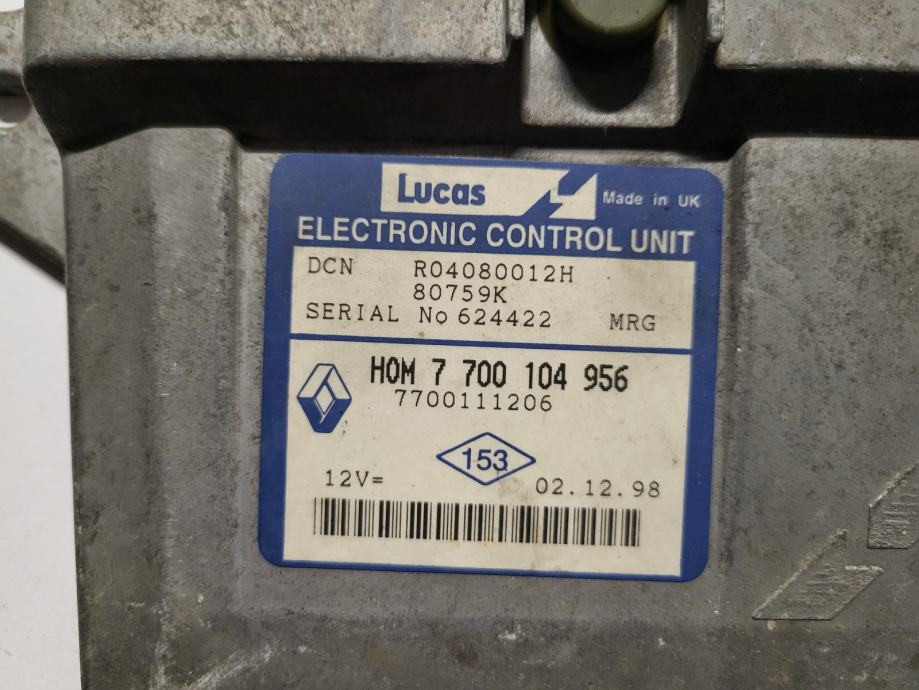 Lucas Made in UK
ELECTRONIC CONTROL UNIT
DCN R04080012H
80759K
SERIAL No 624422 MRG
HOM 7 700 104 956
7700111206
153
12V= 02.12.98